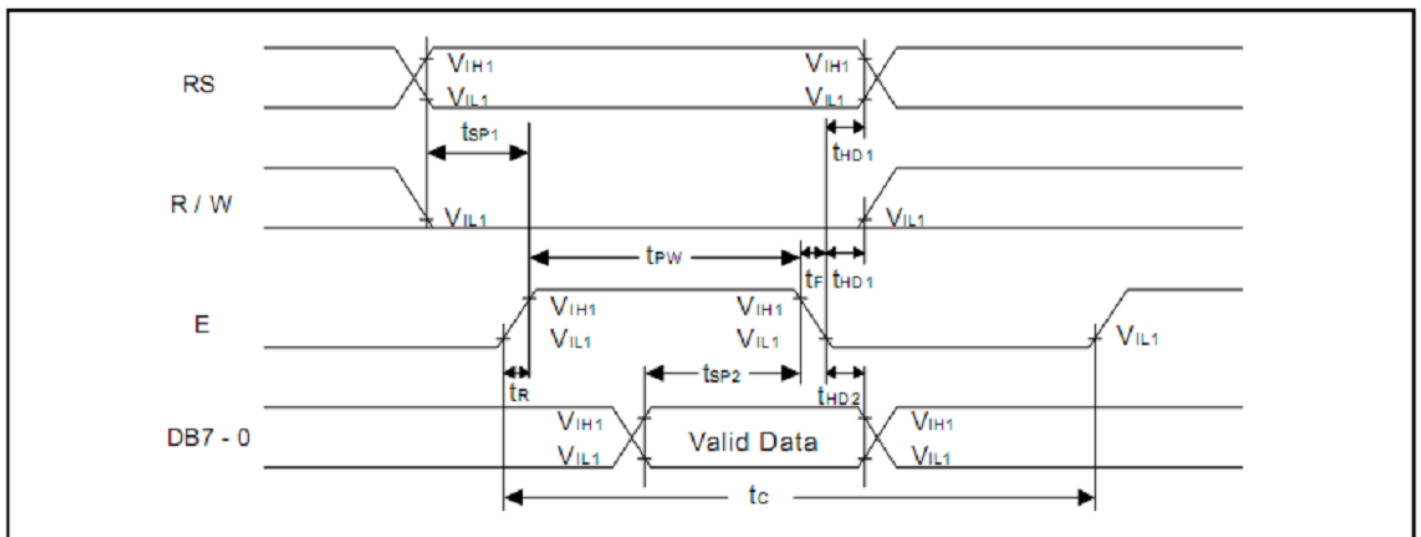 RS
VIH1
VIH1
VIL1
VIL1
tSP1
tHD1
R / W
VIL1
VIL1
tPW
tF
tHD1
E
VIH1
VIH1
VIL1
VIL1
VIL1
tR
tSP2
tHD2
DB7 - 0
VIH1
VIH1
Valid Data
VIL1
VIL1
tC